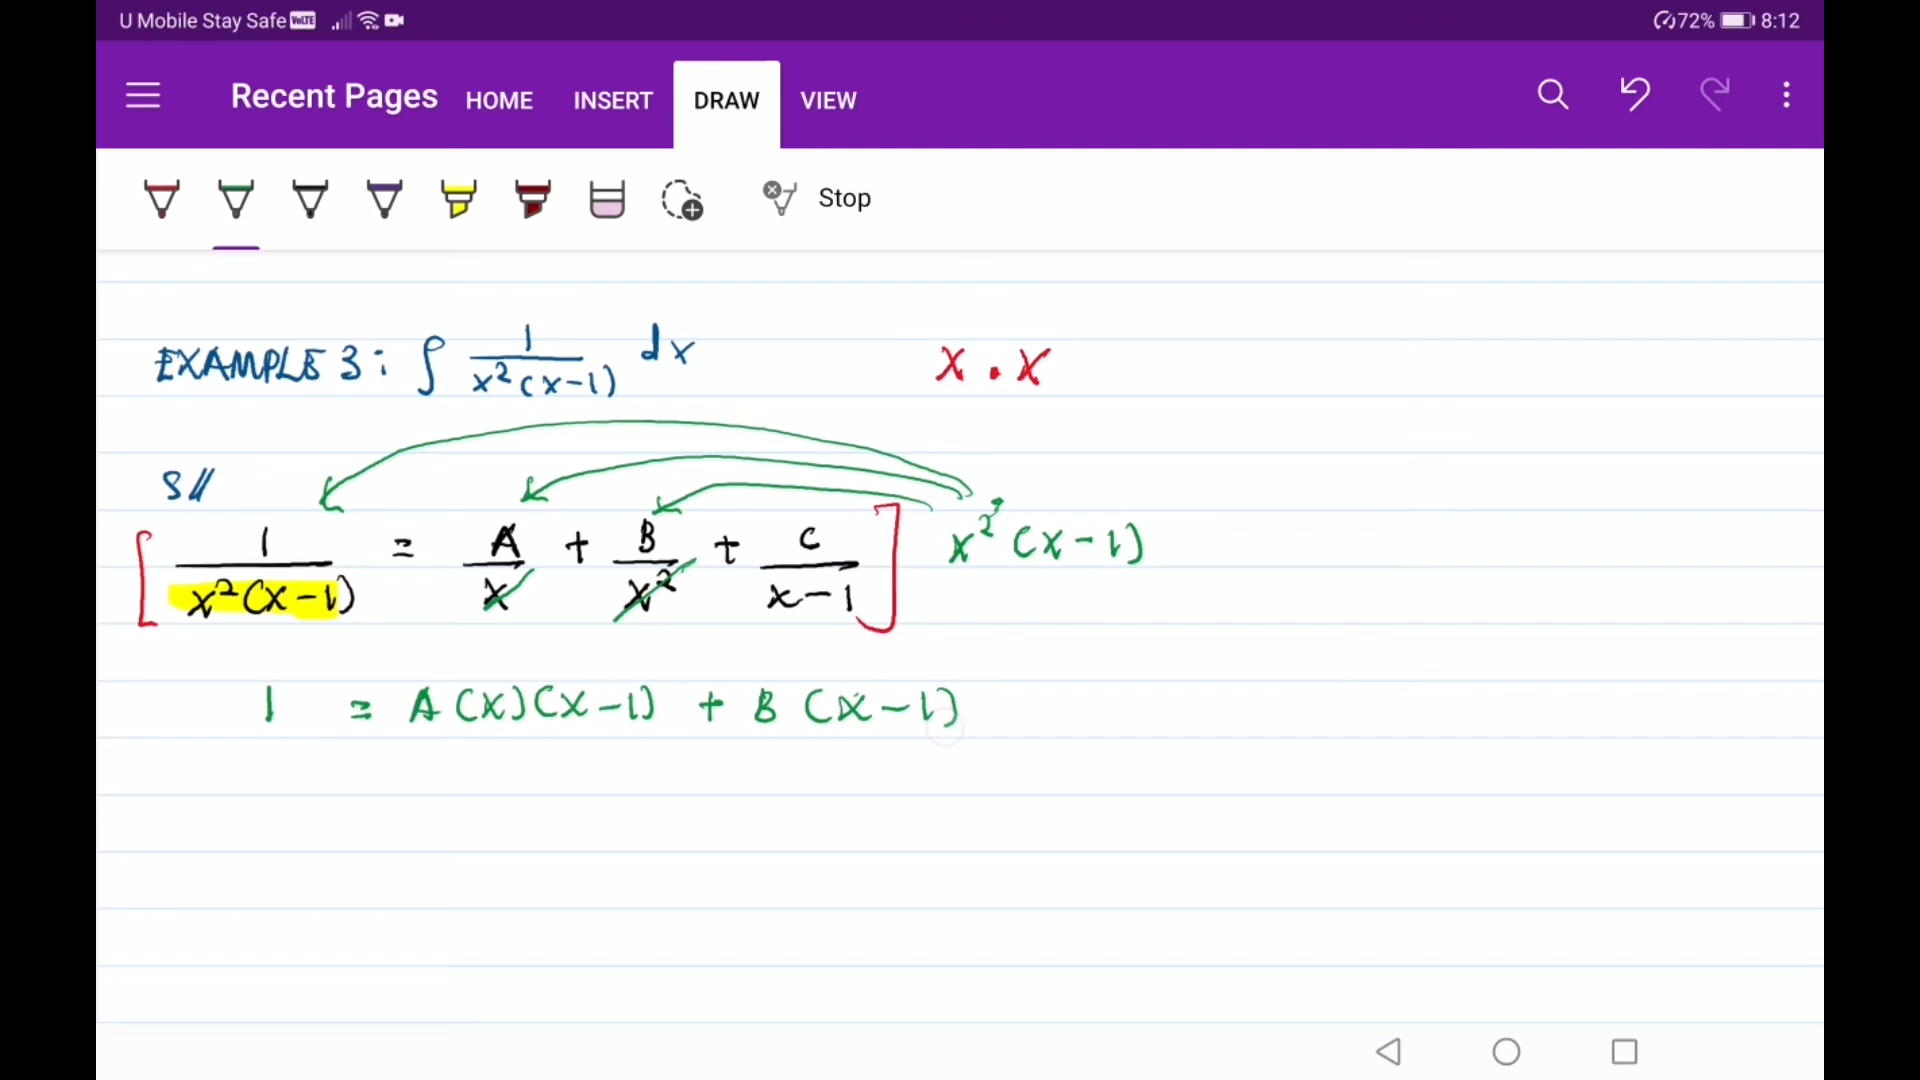 U Mobile Stay Safe VoLTE 72% 8:12
Recent Pages HOME INSERT DRAW VIEW
Stop
EXAMPLE 3: ∫ 1/(x²(x-1)) dx x · x
S//
[ 1/(x²(x-1)) = A/x + B/x² + C/(x-1) ] x²(x-1)
1 = A(x)(x-1) + B(x-1)